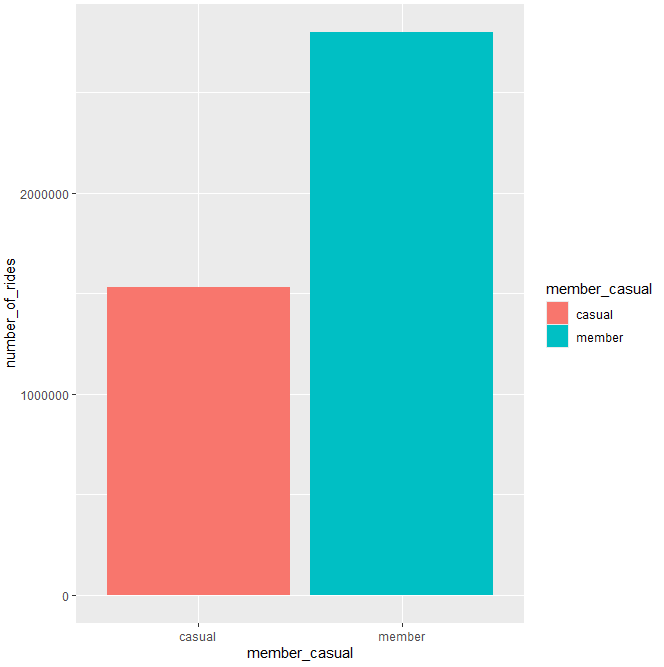 number_of_rides
2000000
1000000
0
casual
member
member_casual
member_casual
casual
member